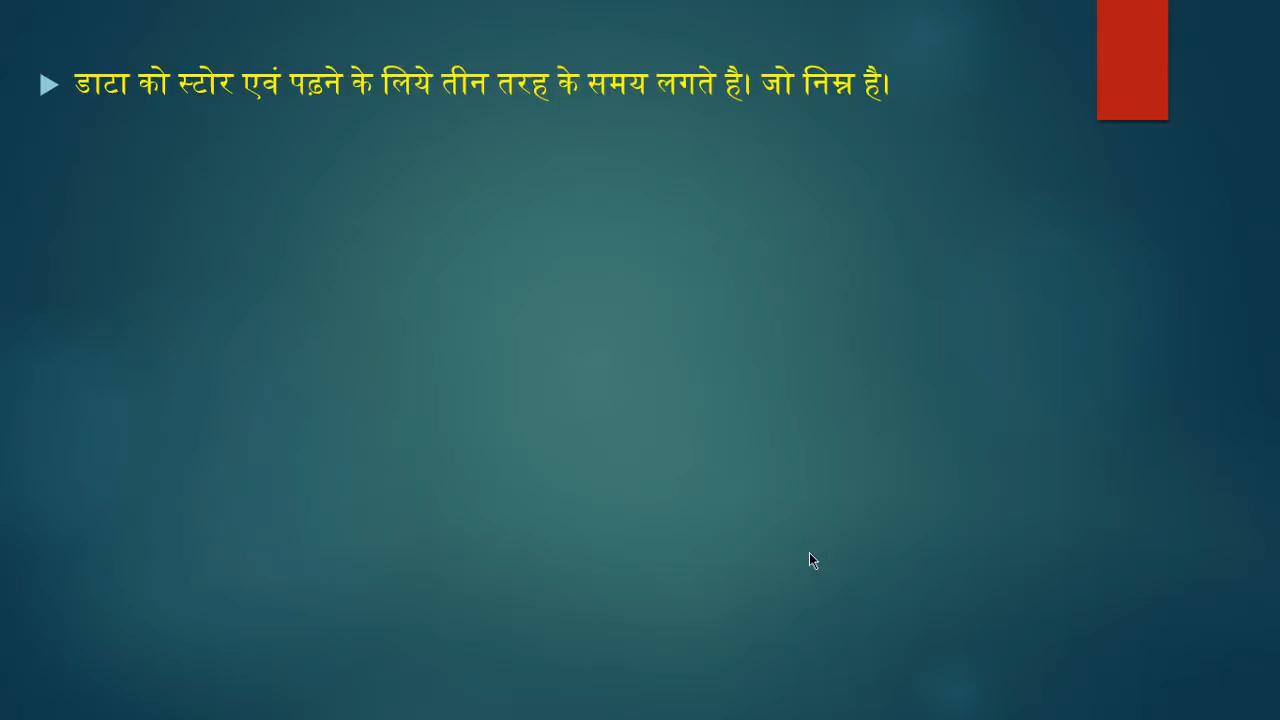 डाटा को स्टोर एवं पढ़ने के लिये तीन तरह के समय लगते है। जो निम्न है।